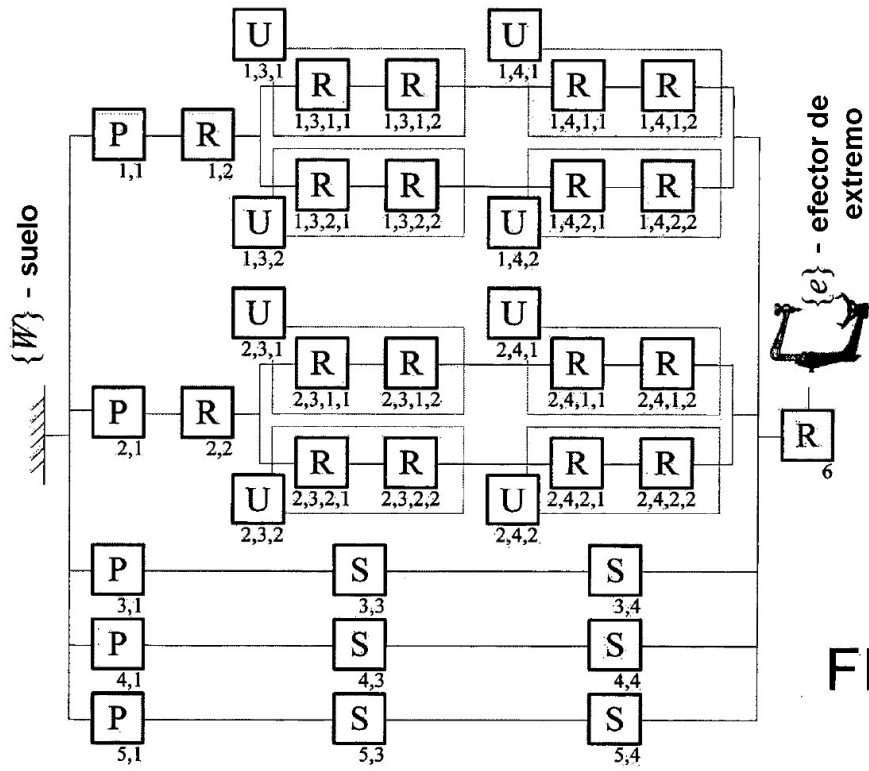 U
1,3,1
U
1,4,1
R
1,3,1,1
R
1,3,1,2
R
1,4,1,1
R
1,4,1,2
P
1,1
R
1,2
R
1,3,2,1
R
1,3,2,2
R
1,4,2,1
R
1,4,2,2
U
1,3,2
U
1,4,2
{W} - suelo
{e} - efector de
extremo
U
2,3,1
U
2,4,1
R
2,3,1,1
R
2,3,1,2
R
2,4,1,1
R
2,4,1,2
P
2,1
R
2,2
R
6
R
2,3,2,1
R
2,3,2,2
R
2,4,2,1
R
2,4,2,2
U
2,3,2
U
2,4,2
P
3,1
S
3,3
S
3,4
P
4,1
S
4,3
S
4,4
P
5,1
S
5,3
S
5,4